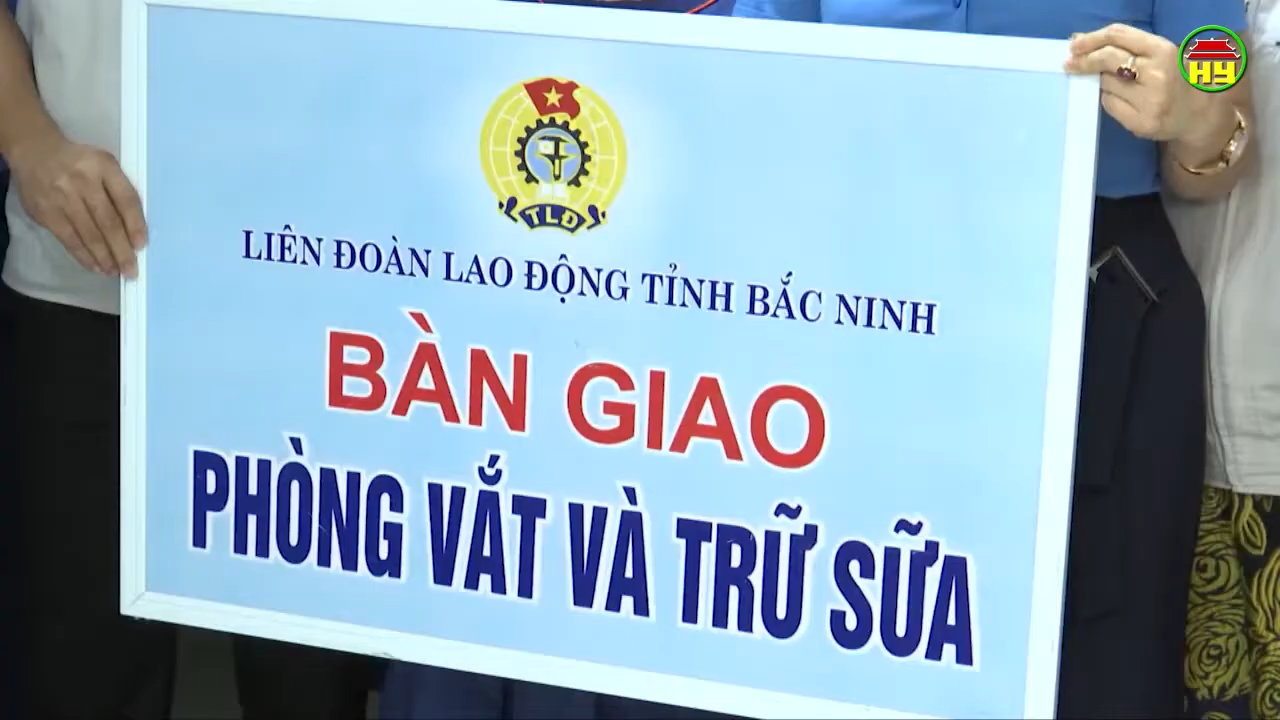 HY
TLĐ
LIÊN ĐOÀN LAO ĐỘNG TỈNH BẮC NINH
BÀN GIAO
PHÒNG VẮT VÀ TRỮ SỮA